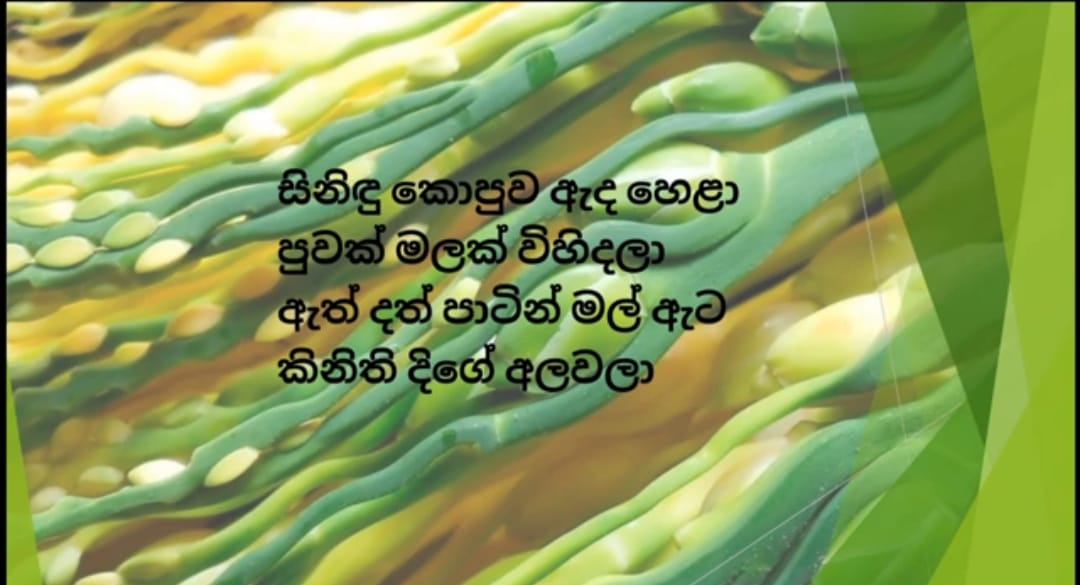 සිනිඳු කොපුව ඇද හෙළා
පුවක් මලක් විහිදලා
ඇත් දත් පාටින් මල් ඇට
කිනිති දිගේ අලවලා